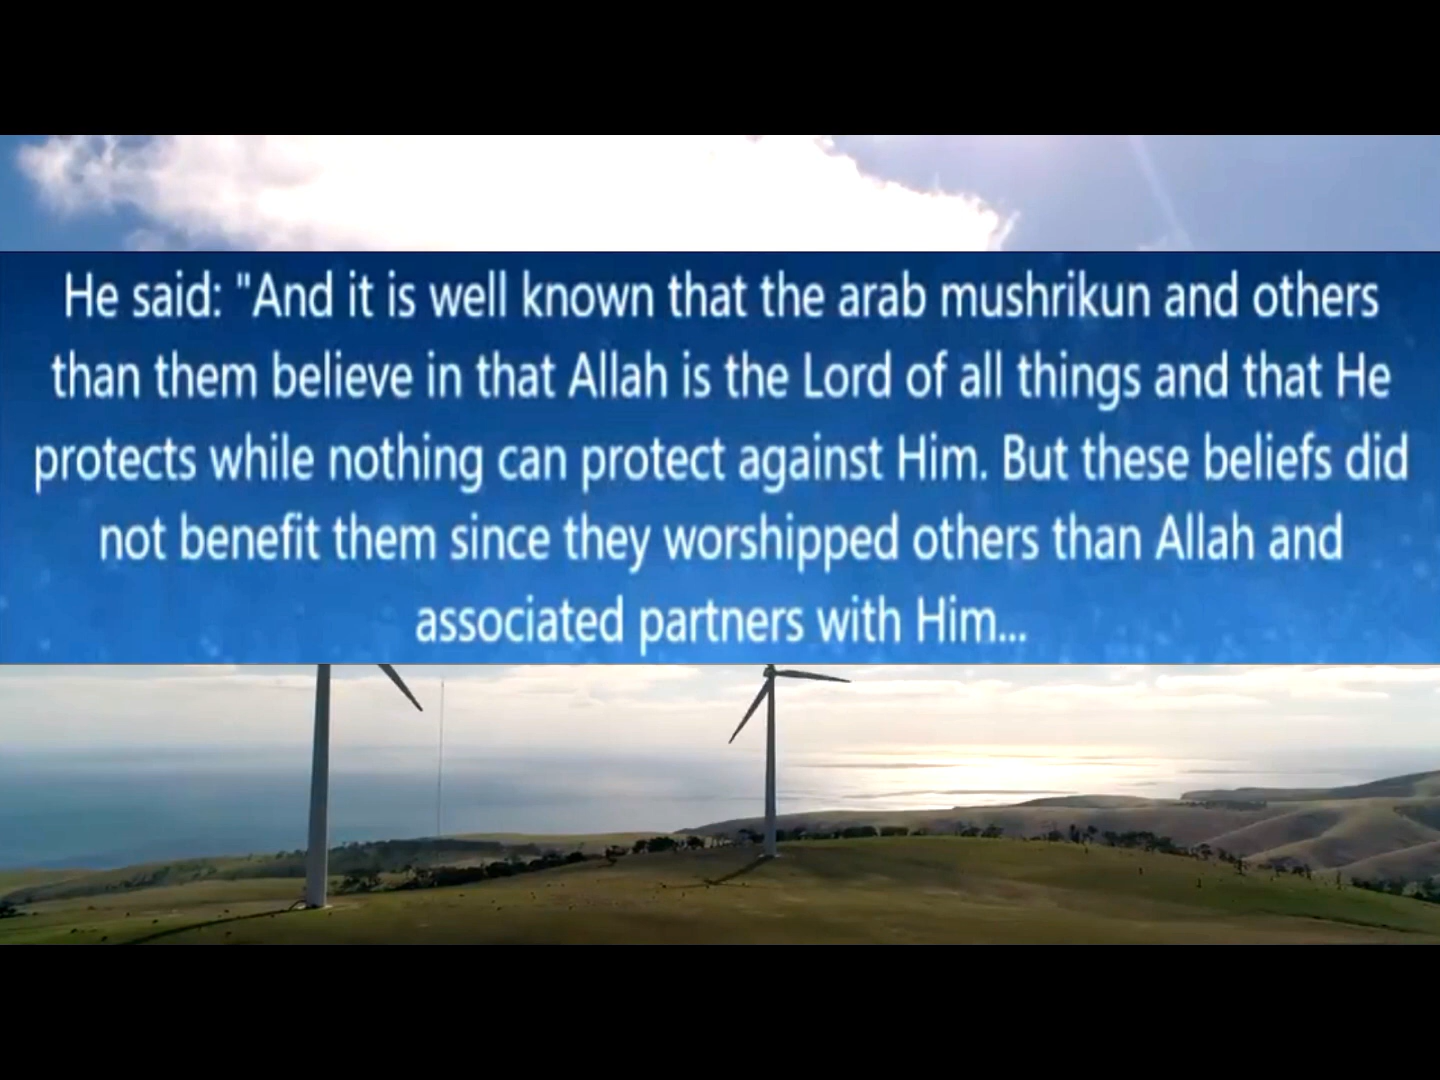 He said: "And it is well known that the arab mushrikun and others
than them believe in that Allah is the Lord of all things and that He
protects while nothing can protect against Him. But these beliefs did
not benefit them since they worshipped others than Allah and
associated partners with Him...